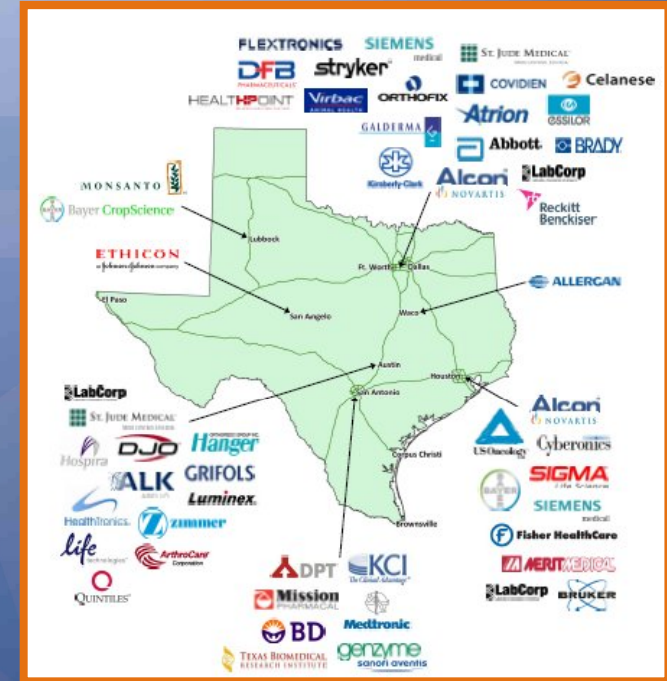 FLEXTRONICS
SIEMENS
medical
ST. JUDE MEDICAL
DFB
PHARMACEUTICALS
stryker
COVIDIEN
Celanese
HEALTHPOINT
Virbac
ANIMAL HEALTH
ORTHOFIX
Atrion
essilor
GALDERMA
Abbott
BRADY
Kimberly-Clark
Alcon
NOVARTIS
LabCorp
Reckitt
Benckiser
MONSANTO
Bayer CropScience
BAYER
ETHICON
a Johnson & Johnson company
ALLERGAN
Lubbock
Ft. Worth
Dallas
El Paso
San Angelo
Waco
Austin
Houston
San Antonio
Corpus Christi
Brownsville
LabCorp
ST. JUDE MEDICAL
Hospira
DJO
Hanger
ALK
GRIFOLS
Luminex
HealthTronics
zimmer
life
technologies
ArthroCare
Corporation
QUINTILES
Alcon
NOVARTIS
US Oncology
Cyberonics
BAYER
SIGMA
Life Science
SIEMENS
medical
Fisher HealthCare
MERIT MEDICAL
LabCorp
BRUKER
DPT
KCI
The Clinical Advantage
Mission
PHARMACAL
BD
Medtronic
TEXAS BIOMEDICAL
RESEARCH INSTITUTE
genzyme
sanofi aventis